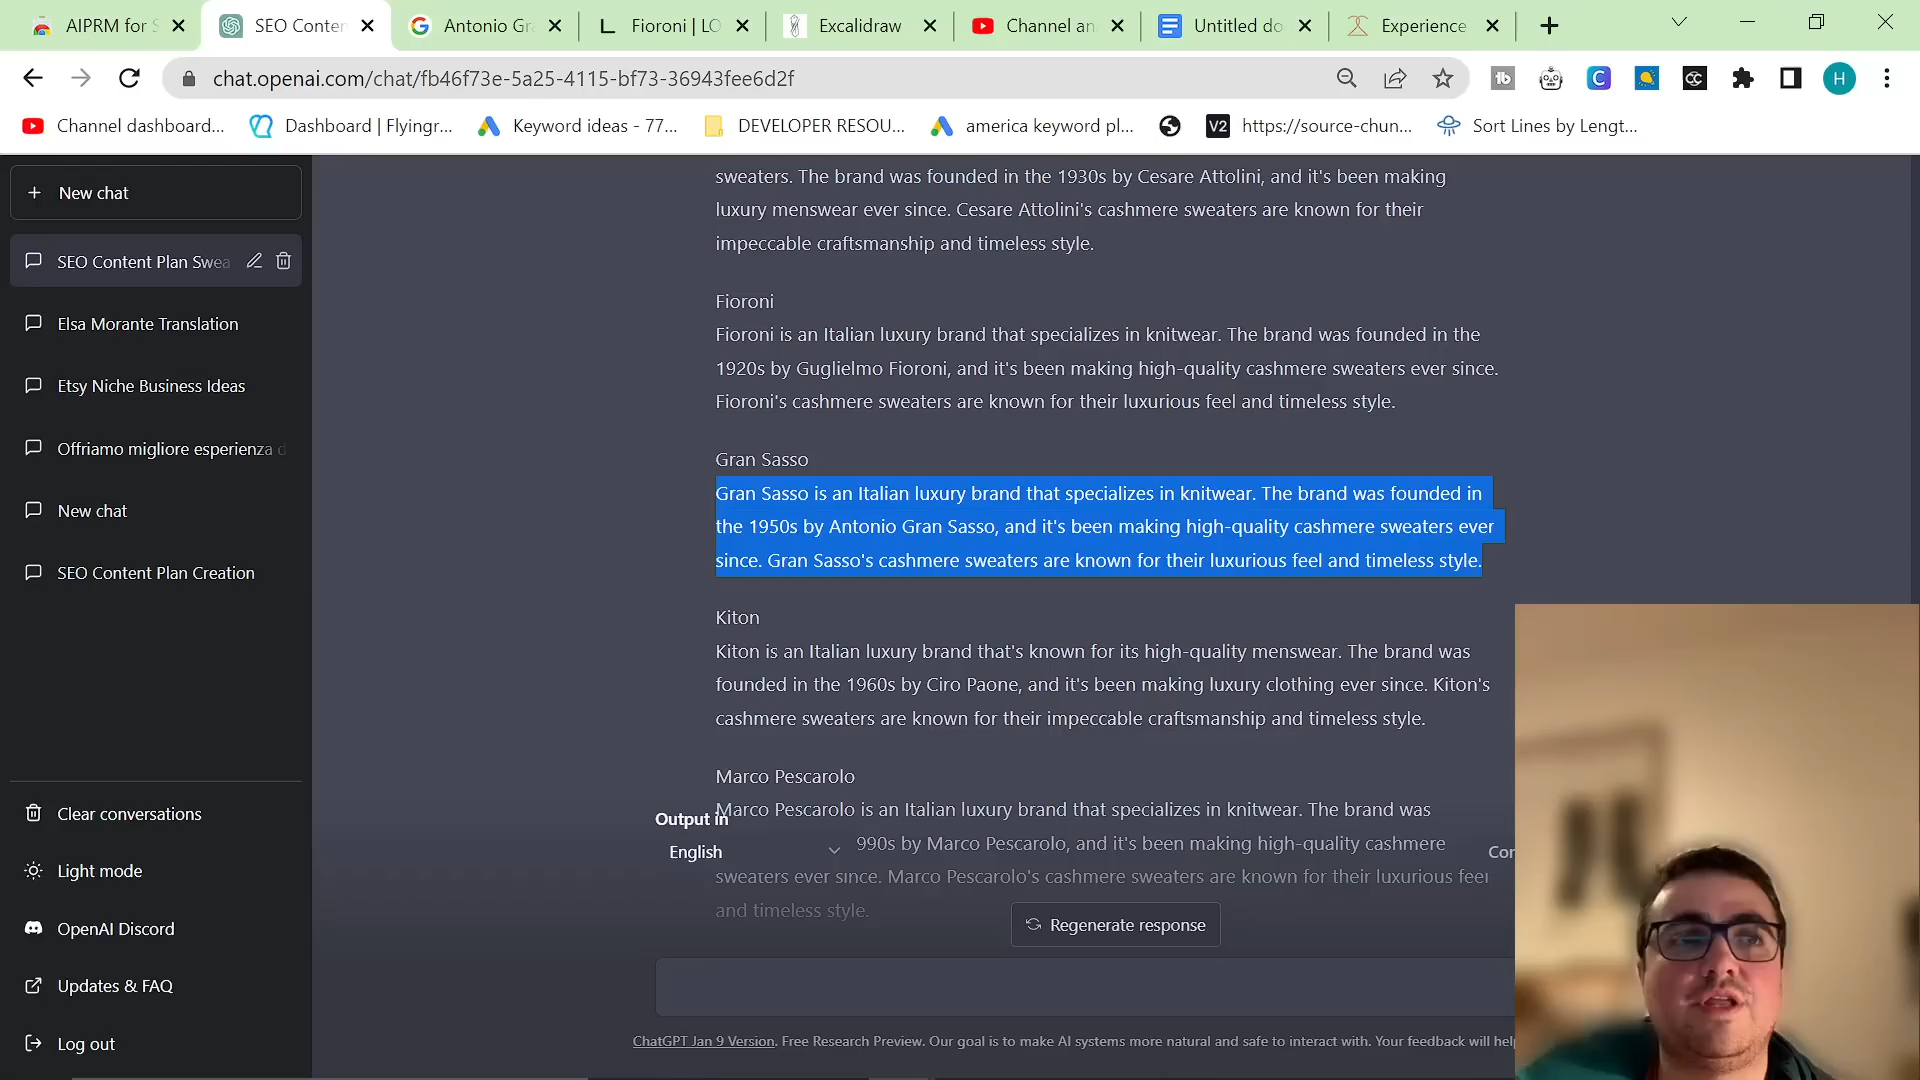 AIPRM for S
SEO Conten
Antonio Gra
Fioroni | LO
Excalidraw
Channel an
Untitled do
Experience
chat.openai.com/chat/fb46f73e-5a25-4115-bf73-36943fee6d2f
H
Channel dashboard...
Dashboard | Flyingr...
Keyword ideas - 77...
DEVELOPER RESOU...
america keyword pl...
V2
https://source-chun...
Sort Lines by Lengt...
New chat
SEO Content Plan Swea
Elsa Morante Translation
Etsy Niche Business Ideas
Offriamo migliore esperienza d
New chat
SEO Content Plan Creation
Clear conversations
Light mode
OpenAI Discord
Updates & FAQ
Log out
sweaters. The brand was founded in the 1930s by Cesare Attolini, and it's been making
luxury menswear ever since. Cesare Attolini's cashmere sweaters are known for their
impeccable craftsmanship and timeless style.
Fioroni
Fioroni is an Italian luxury brand that specializes in knitwear. The brand was founded in the
1920s by Guglielmo Fioroni, and it's been making high-quality cashmere sweaters ever since.
Fioroni's cashmere sweaters are known for their luxurious feel and timeless style.
Gran Sasso
Gran Sasso is an Italian luxury brand that specializes in knitwear. The brand was founded in
the 1950s by Antonio Gran Sasso, and it's been making high-quality cashmere sweaters ever
since. Gran Sasso's cashmere sweaters are known for their luxurious feel and timeless style.
Kiton
Kiton is an Italian luxury brand that's known for its high-quality menswear. The brand was
founded in the 1960s by Ciro Paone, and it's been making luxury clothing ever since. Kiton's
cashmere sweaters are known for their impeccable craftsmanship and timeless style.
Marco Pescarolo
Marco Pescarolo is an Italian luxury brand that specializes in knitwear. The brand was
Output in
990s by Marco Pescarolo, and it's been making high-quality cashmere
English
Cor
sweaters ever since. Marco Pescarolo's cashmere sweaters are known for their luxurious feel
and timeless style.
Regenerate response
ChatGPT Jan 9 Version. Free Research Preview. Our goal is to make AI systems more natural and safe to interact with. Your feedback will help